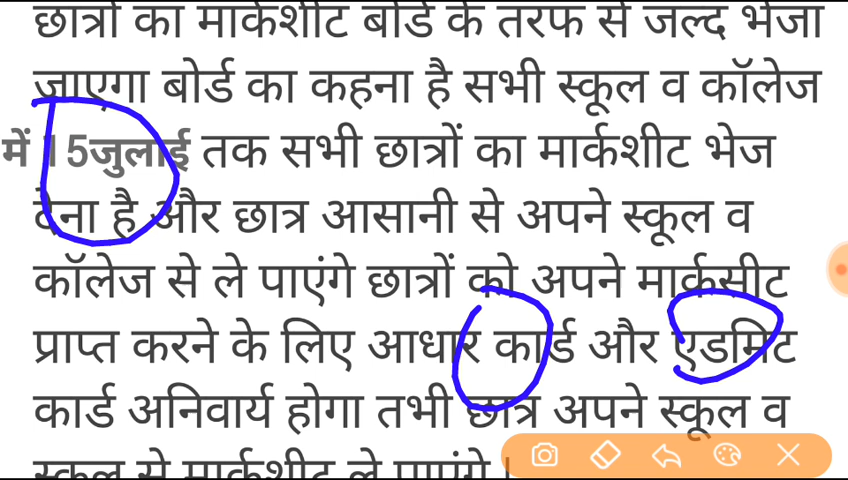 छात्रों का मार्कशीट बोर्ड के तरफ से जल्द भेजा
जाएगा बोर्ड का कहना है सभी स्कूल व कॉलेज
में 15जुलाई तक सभी छात्रों का मार्कशीट भेज
देना है और छात्र आसानी से अपने स्कूल व
कॉलेज से ले पाएंगे छात्रों को अपने मार्कसीट
प्राप्त करने के लिए आधार कार्ड और एडमिट
कार्ड अनिवार्य होगा तभी छात्र अपने स्कूल व
स्कूल से मार्कशीट ले पाएंगे।